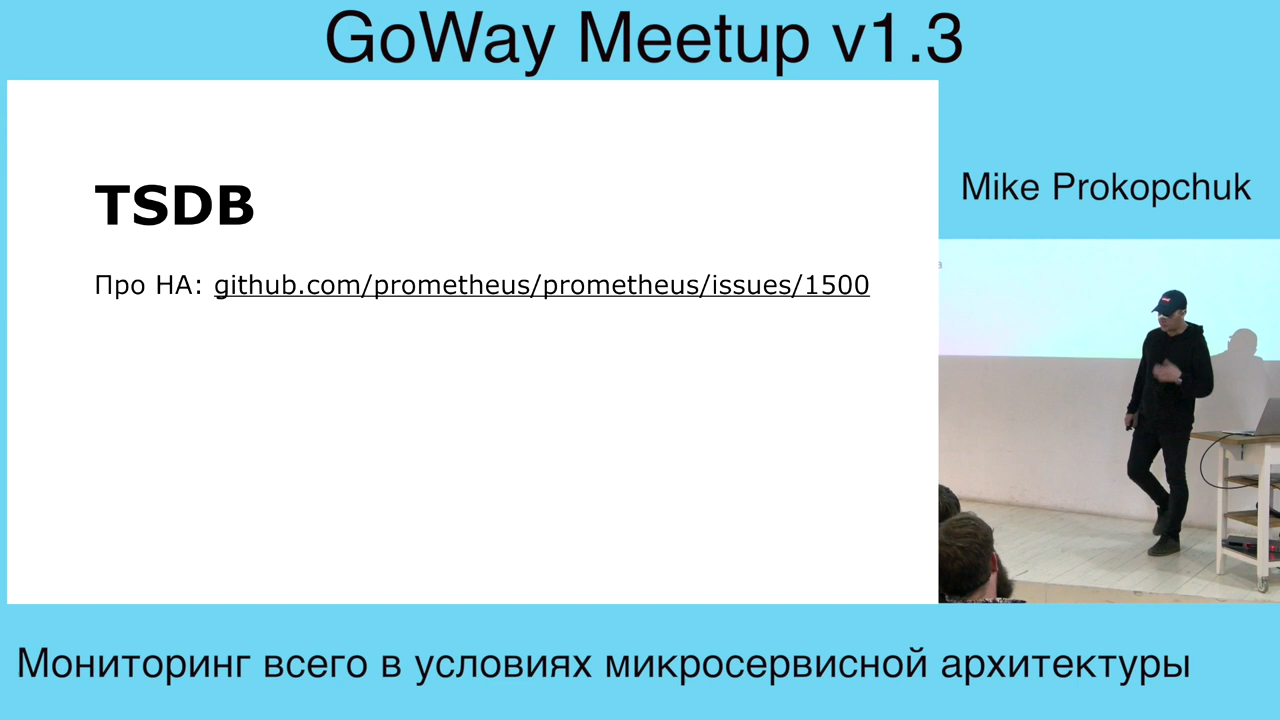 GoWay Meetup v1.3
TSDB
Про HA: github.com/prometheus/prometheus/issues/1500
Mike Prokopchuk
Мониторинг всего в условиях микросервисной архитектуры